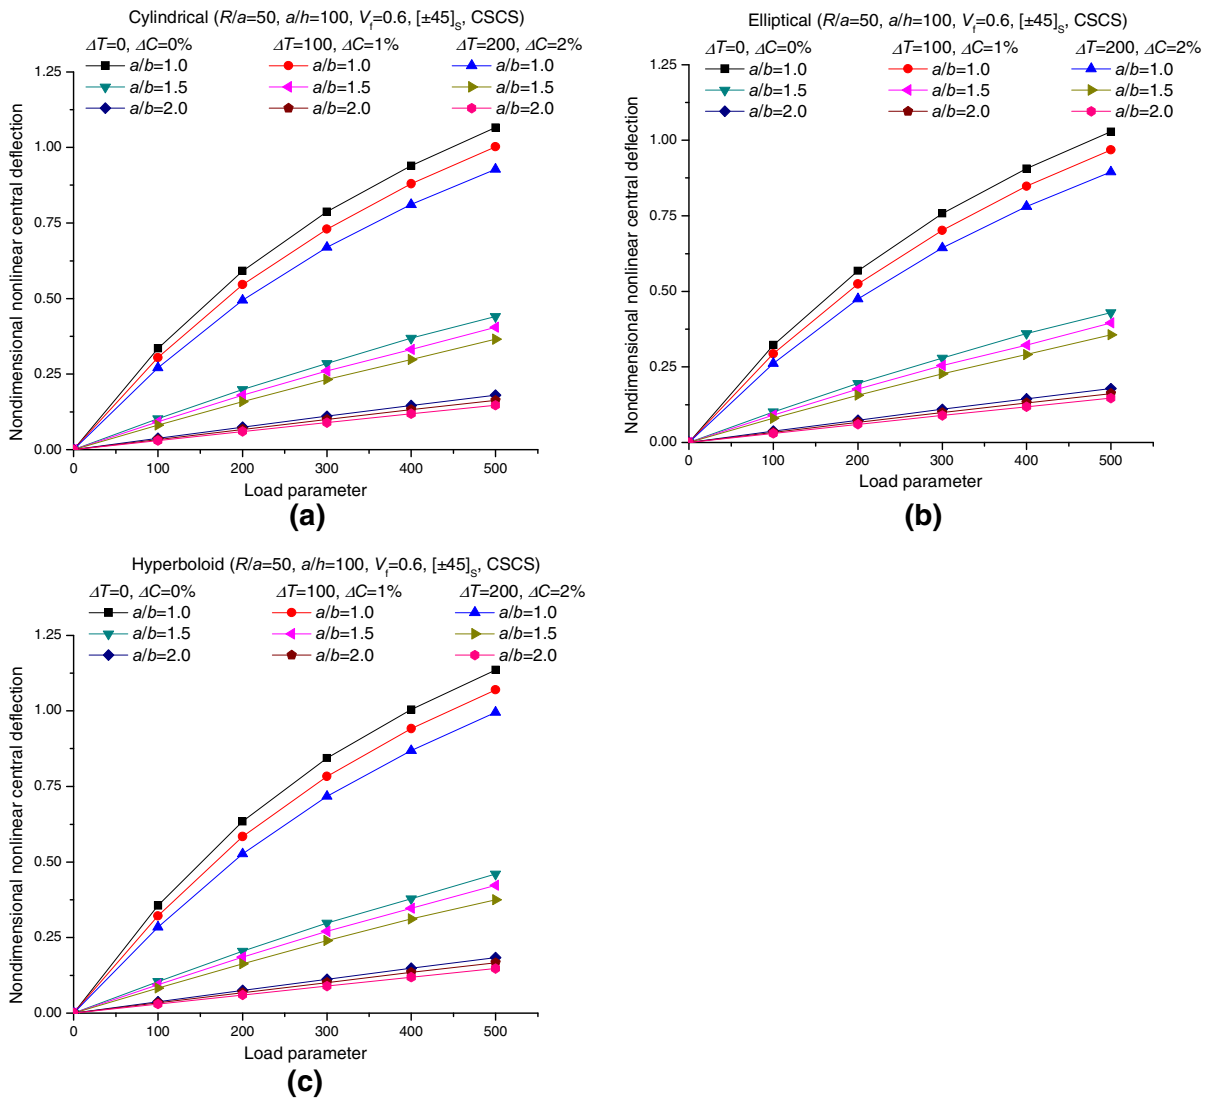 Cylindrical (R/a=50, a/h=100, Vf=0.6, [±45]S, CSCS)
ΔT=0, ΔC=0% ΔT=100, ΔC=1% ΔT=200, ΔC=2%
a/b=1.0 a/b=1.0 a/b=1.0
a/b=1.5 a/b=1.5 a/b=1.5
a/b=2.0 a/b=2.0 a/b=2.0
Nondimensional nonlinear central deflection
1.25
1.00
0.75
0.50
0.25
0.00
0 100 200 300 400 500
Load parameter
(a)
Elliptical (R/a=50, a/h=100, Vf=0.6, [±45]S, CSCS)
ΔT=0, ΔC=0% ΔT=100, ΔC=1% ΔT=200, ΔC=2%
a/b=1.0 a/b=1.0 a/b=1.0
a/b=1.5 a/b=1.5 a/b=1.5
a/b=2.0 a/b=2.0 a/b=2.0
Nondimensional nonlinear central deflection
1.25
1.00
0.75
0.50
0.25
0.00
0 100 200 300 400 500
Load parameter
(b)
Hyperboloid (R/a=50, a/h=100, Vf=0.6, [±45]S, CSCS)
ΔT=0, ΔC=0% ΔT=100, ΔC=1% ΔT=200, ΔC=2%
a/b=1.0 a/b=1.0 a/b=1.0
a/b=1.5 a/b=1.5 a/b=1.5
a/b=2.0 a/b=2.0 a/b=2.0
Nondimensional nonlinear central deflection
1.25
1.00
0.75
0.50
0.25
0.00
0 100 200 300 400 500
Load parameter
(c)